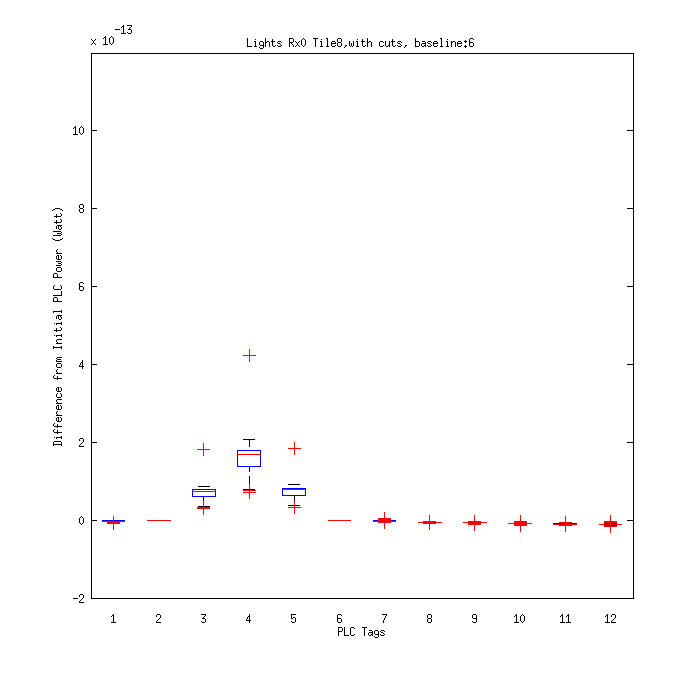 x 10^-13
Lights Rx0 Tile8,with cuts, baseline:6
10
8
6
4
2
0
-2
Difference from Initial PLC Power (Watt)
1 2 3 4 5 6 7 8 9 10 11 12
PLC Tags